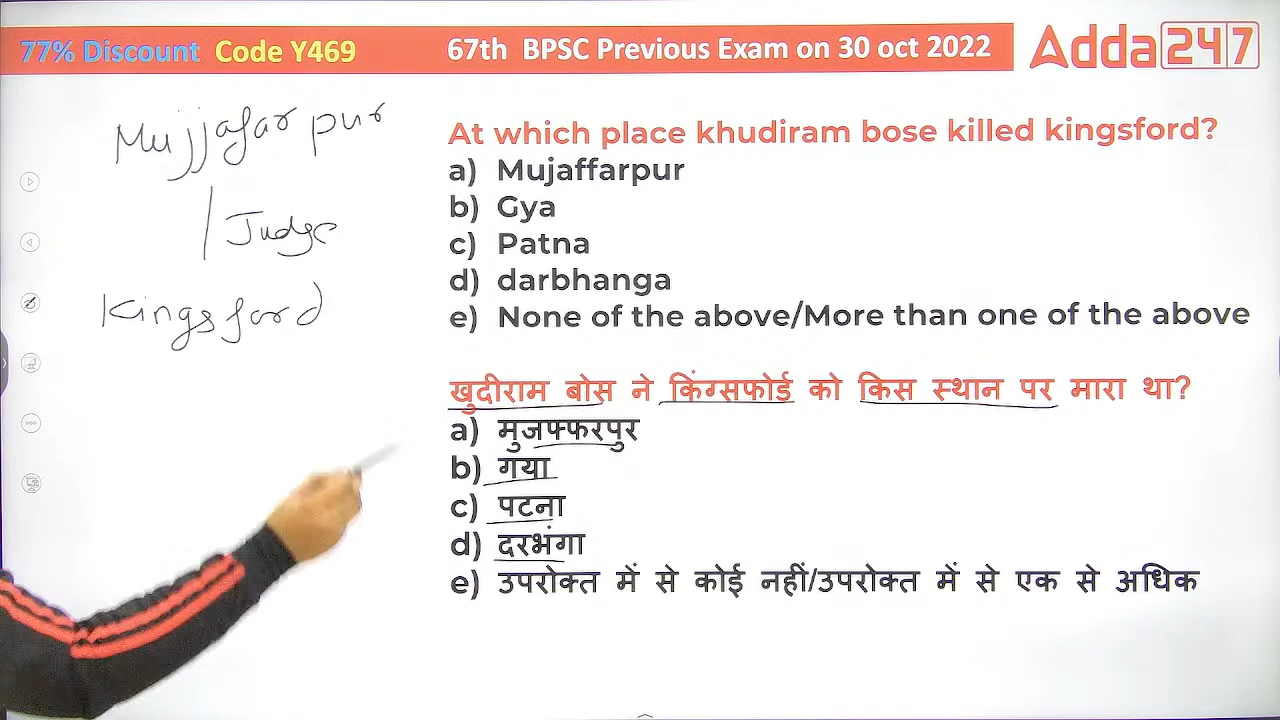 77% Discount Code Y469
67th BPSC Previous Exam on 30 oct 2022
Adda247
Mujjafar pur
Judge
Kingsford
At which place khudiram bose killed kingsford?
a) Mujaffarpur
b) Gya
c) Patna
d) darbhanga
e) None of the above/More than one of the above
खुदीराम बोस ने किंग्सफोर्ड को किस स्थान पर मारा था?
a) मुजफ्फरपुर
b) गया
c) पटना
d) दरभंगा
e) उपरोक्त में से कोई नहीं/उपरोक्त में से एक से अधिक